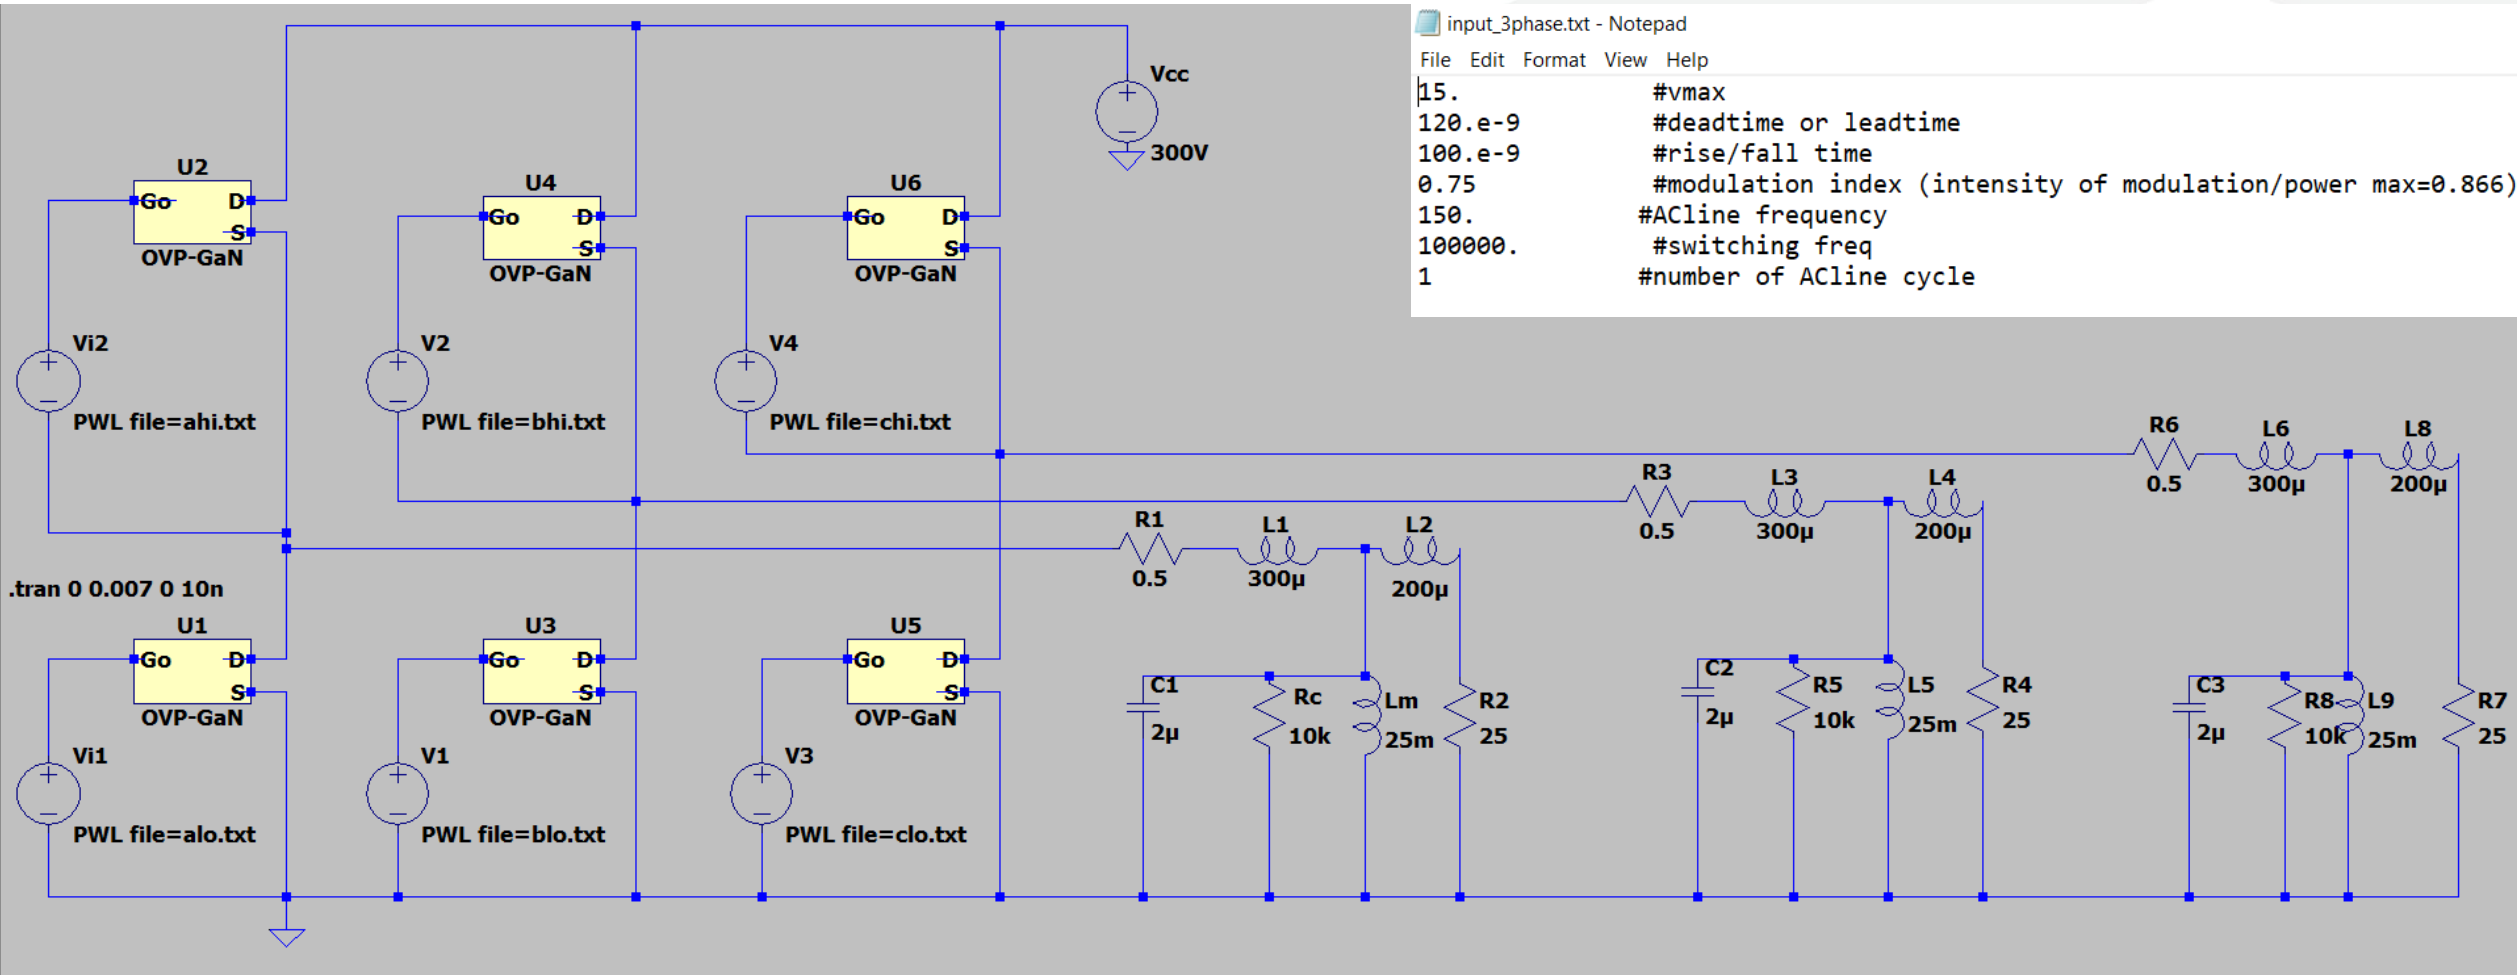 input_3phase.txt - Notepad
File Edit Format View Help
15. #vmax
120.e-9 #deadtime or leadtime
100.e-9 #rise/fall time
0.75 #modulation index (intensity of modulation/power max=0.866)
150. #ACline frequency
100000. #switching freq
1 #number of ACline cycle
Vcc
300V
U2
Go D
S
OVP-GaN
U4
Go D
S
OVP-GaN
U6
Go D
S
OVP-GaN
Vi2
PWL file=ahi.txt
V2
PWL file=bhi.txt
V4
PWL file=chi.txt
R6
0.5
L6
300µ
L8
200µ
R3
0.5
L3
300µ
L4
200µ
R1
0.5
L1
300µ
L2
200µ
.tran 0 0.007 0 10n
U1
Go D
S
OVP-GaN
U3
Go D
S
OVP-GaN
U5
Go D
S
OVP-GaN
Vi1
PWL file=alo.txt
V1
PWL file=blo.txt
V3
PWL file=clo.txt
C1
2µ
Rc
10k
Lm
25m
R2
25
C2
2µ
R5
10k
L5
25m
R4
25
C3
2µ
R8
10k
L9
25m
R7
25